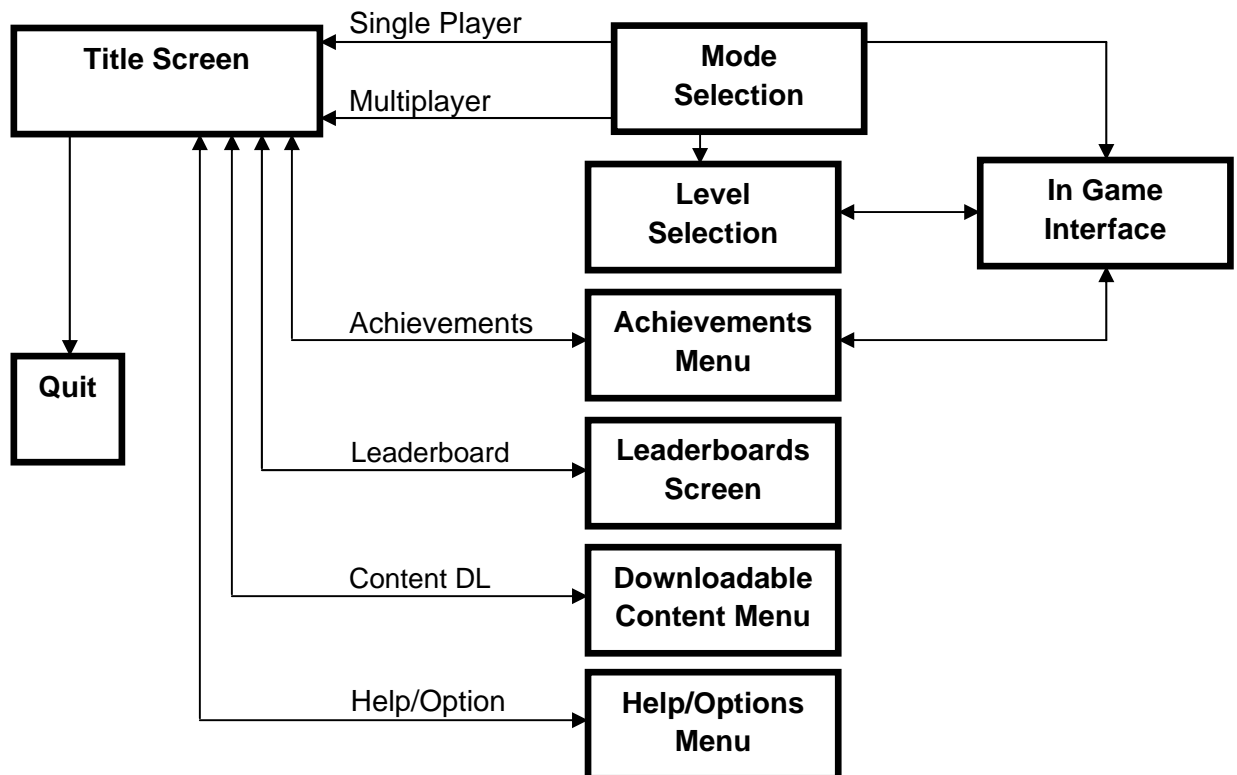 Single Player
Title Screen
Mode
Selection
Multiplayer
Level
Selection
In Game
Interface
Achievements
Achievements
Menu
Quit
Leaderboard
Leaderboards
Screen
Content DL
Downloadable
Content Menu
Help/Option
Help/Options
Menu